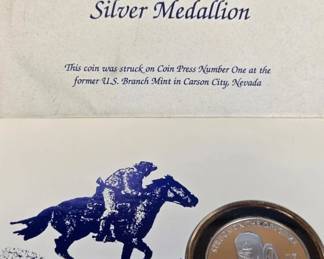 Silver Medallion
This coin was struck on Coin Press Number One at the
former U.S. Branch Mint in Carson City, Nevada